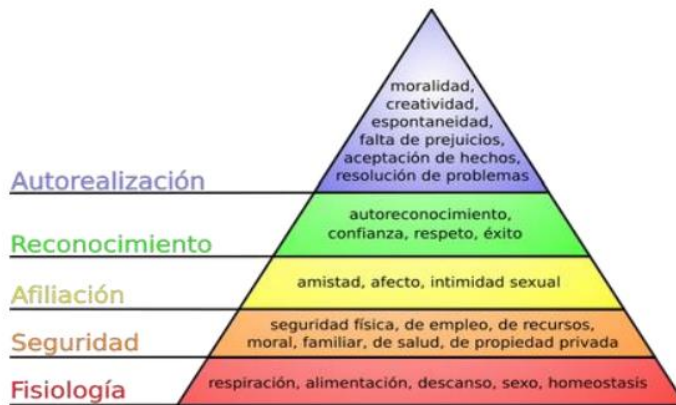 moralidad,
creatividad,
espontaneidad,
falta de prejuicios,
aceptación de hechos,
resolución de problemas
Autorealización
autoreconocimiento,
confianza, respeto, éxito
Reconocimiento
amistad, afecto, intimidad sexual
Afiliación
seguridad física, de empleo, de recursos,
moral, familiar, de salud, de propiedad privada
Seguridad
respiración, alimentación, descanso, sexo, homeostasis
Fisiología